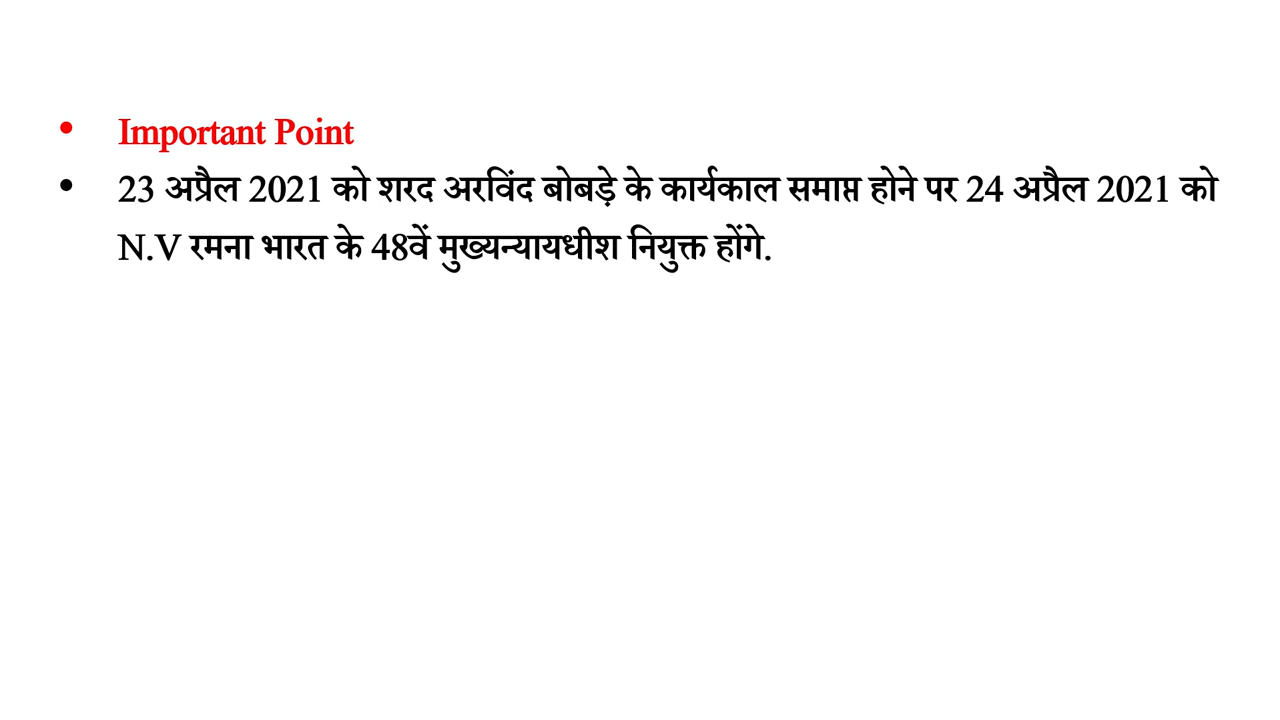 • Important Point
• 23 अप्रैल 2021 को शरद अरविंद बोबड़े के कार्यकाल समाप्त होने पर 24 अप्रैल 2021 को
N.V रमना भारत के 48वें मुख्यन्यायधीश नियुक्त होंगे.